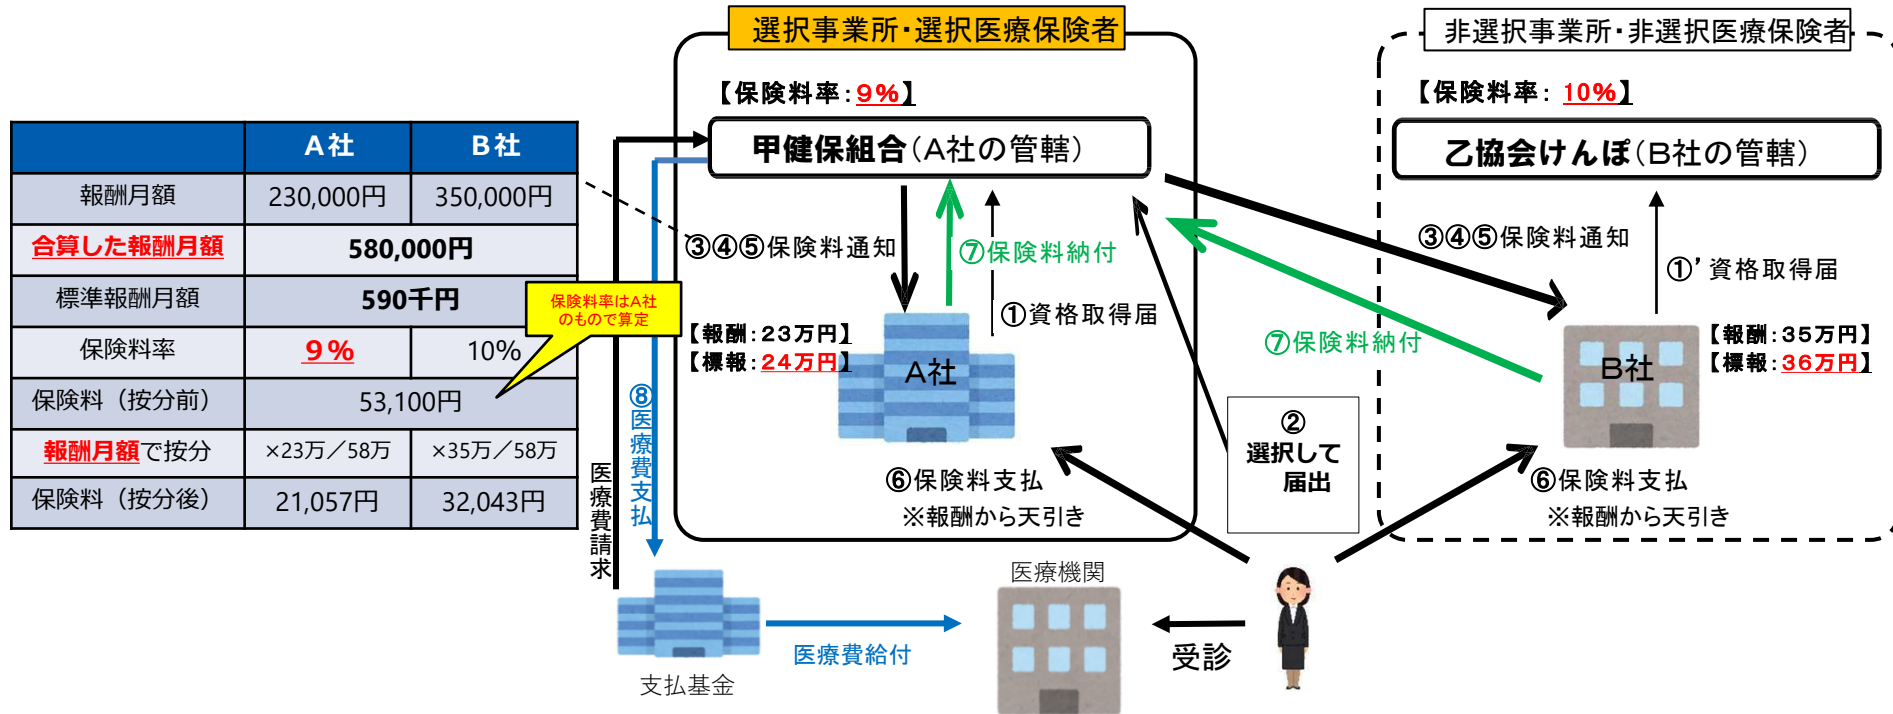 選択事業所・選択医療保険者
非選択事業所・非選択医療保険者
【保険料率：9%】
【保険料率： 10%】
甲健保組合（A社の管轄）
乙協会けんぽ（B社の管轄）
A社 B社
報酬月額 230,000円 350,000円
合算した報酬月額 580,000円
標準報酬月額 590千円
保険料率 9% 10%
保険料（按分前） 53,100円
報酬月額で按分 ×23万／58万 ×35万／58万
保険料（按分後） 21,057円 32,043円
保険料率はA社
のもので算定
③④⑤保険料通知
⑦保険料納付
①資格取得届
③④⑤保険料通知
①’資格取得届
⑦保険料納付
【報酬：23万円】
【標報：24万円】
A社
B社
【報酬：35万円】
【標報：36万円】
②
選択して
届出
⑥保険料支払
※報酬から天引き
⑥保険料支払
※報酬から天引き
医療費請求
⑧医療費支払
医療機関
医療費給付
受診
支払基金